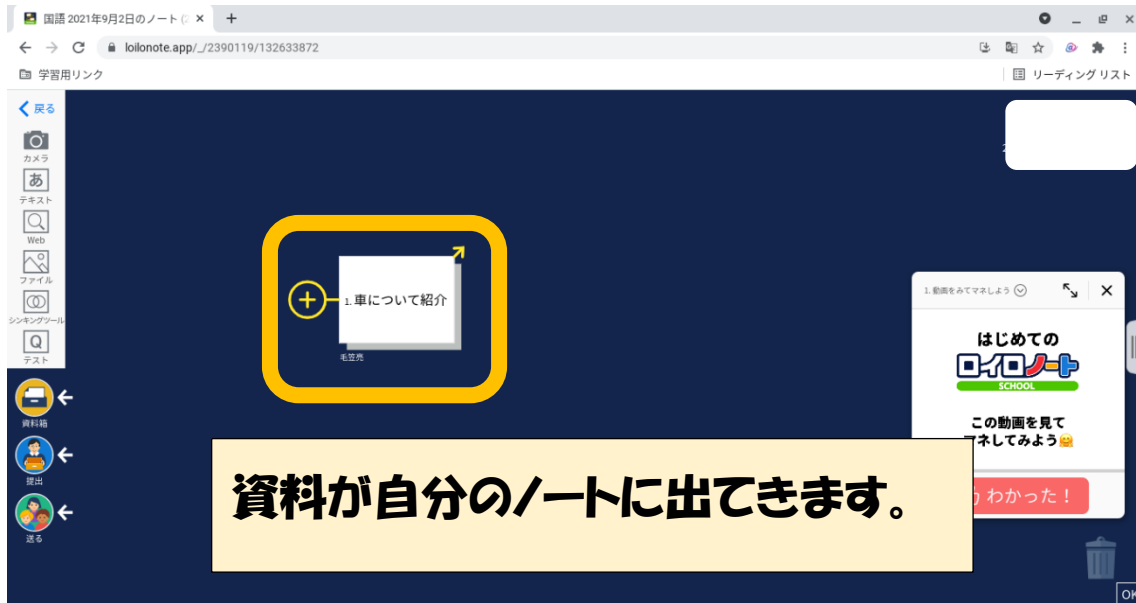 国語 2021年9月2日のノート (
loilonote.app/_/2390119/132633872
学習用リンク
リーディング リスト
戻る
カメラ
あ
テキスト
Web
ファイル
シンキングツール
Q
テスト
資料箱
提出
送る
1. 車について紹介
毛笠亮
1. 動画をみてマネしよう
はじめての
ロイロノート
SCHOOL
この動画を見て
マネしてみよう🤗
わかった!
資料が自分のノートに出てきます。
OK